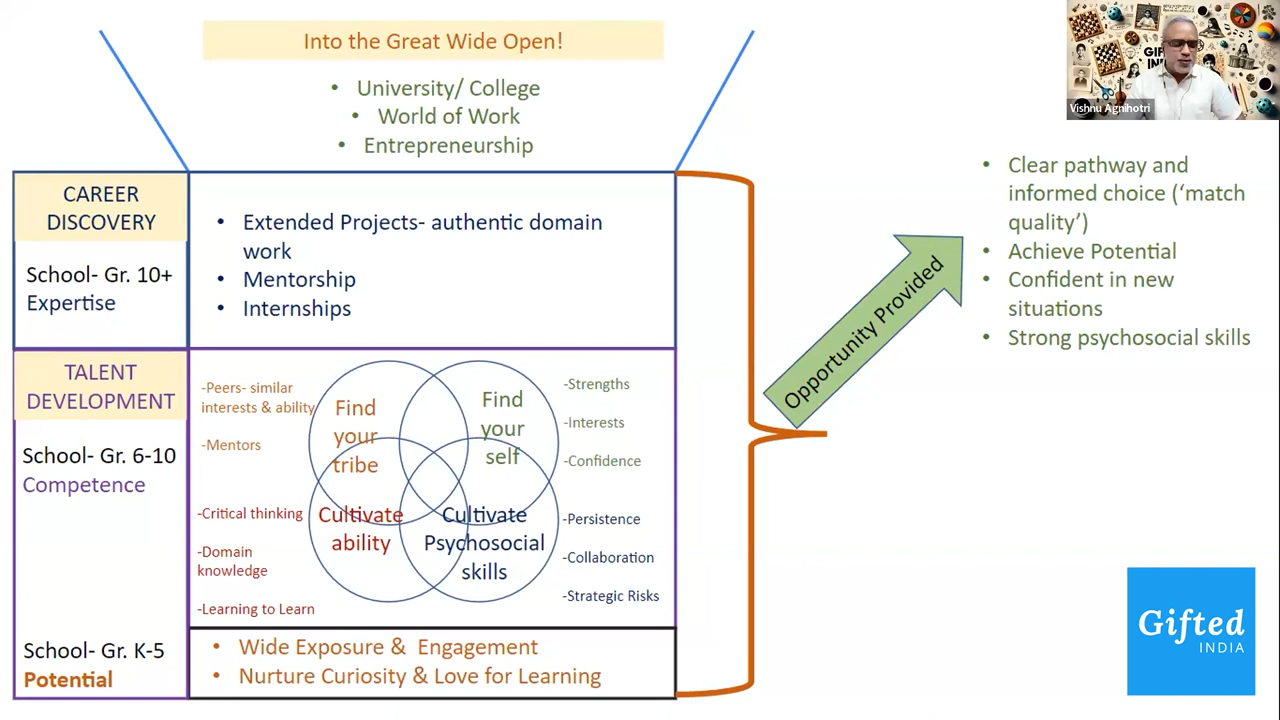 Into the Great Wide Open!
• University/ College
• World of Work
• Entrepreneurship
GIF
IN
Vishnu Agnihotri
CAREER
DISCOVERY
School- Gr. 10+
Expertise
• Extended Projects- authentic domain
work
• Mentorship
• Internships
TALENT
DEVELOPMENT
School- Gr. 6-10
Competence
-Peers- similar
interests & ability
-Mentors
Find
your
tribe
Find
your
self
-Strengths
-Interests
-Confidence
-Critical thinking
-Domain
knowledge
-Learning to Learn
Cultivate
ability
Cultivate
Psychosocial
skills
-Persistence
-Collaboration
-Strategic Risks
School- Gr. K-5
Potential
• Wide Exposure & Engagement
• Nurture Curiosity & Love for Learning
Opportunity Provided
• Clear pathway and
informed choice (‘match
quality’)
• Achieve Potential
• Confident in new
situations
• Strong psychosocial skills
Gifted
INDIA